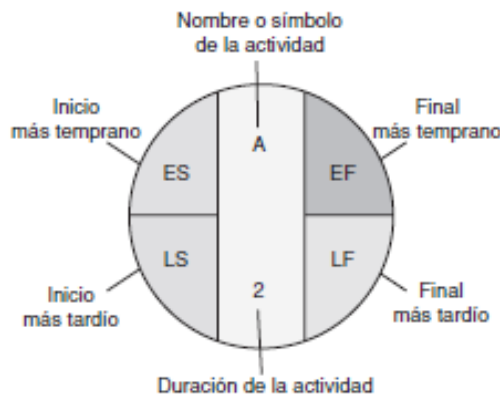 Nombre o símbolo
de la actividad
Inicio
más temprano
Final
más temprano
A
ES
EF
LS
LF
2
Inicio
más tardío
Final
más tardío
Duración de la actividad